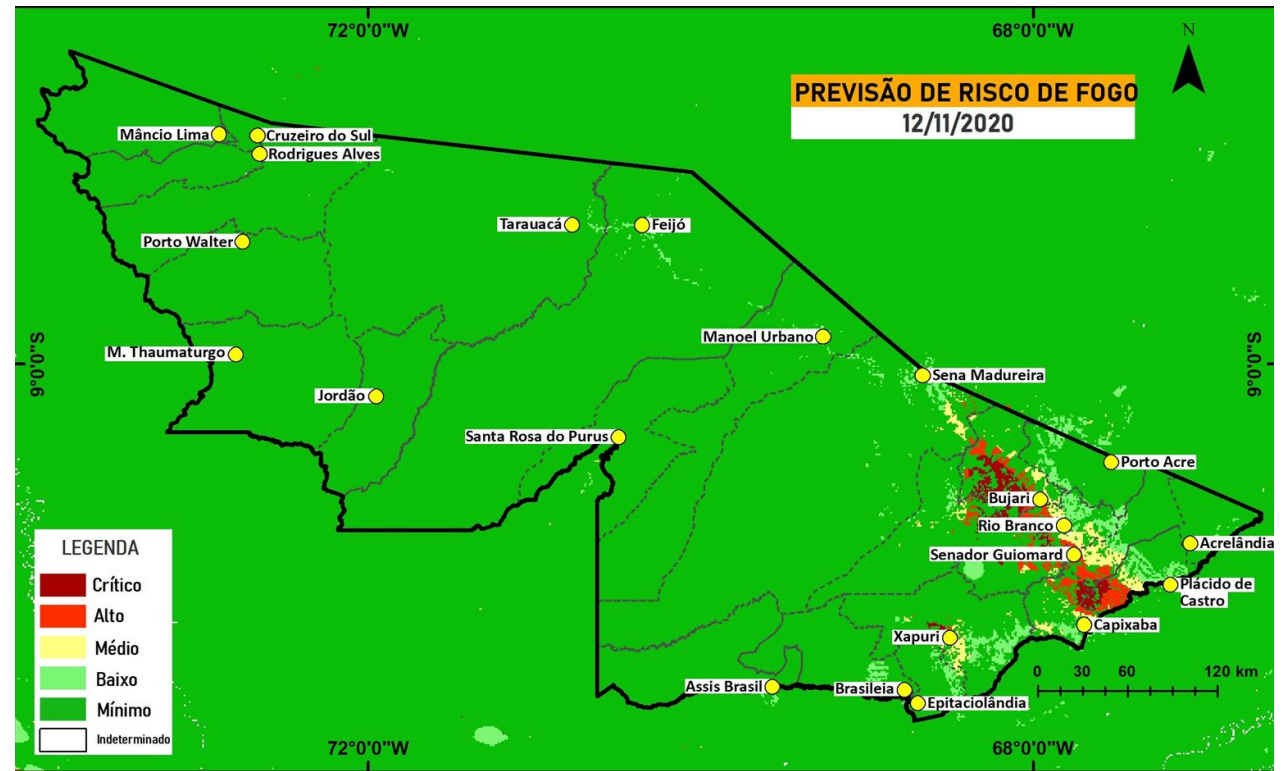 72°0'0"W
68°0'0"W
N
PREVISÃO DE RISCO DE FOGO
12/11/2020
Mâncio Lima
Cruzeiro do Sul
Rodrigues Alves
Tarauacá
Feijó
Porto Walter
Manoel Urbano
M. Thaumaturgo
9°0'0"S
9°0'0"S
Sena Madureira
Jordão
Santa Rosa do Purus
Porto Acre
Bujari
Rio Branco
Acrelândia
Senador Guiomard
Plácido de
Castro
Capixaba
Xapuri
Assis Brasil
Brasileia
Epitaciolândia
0 30 60 120 km
LEGENDA
Crítico
Alto
Médio
Baixo
Mínimo
Indeterminado
72°0'0"W
68°0'0"W